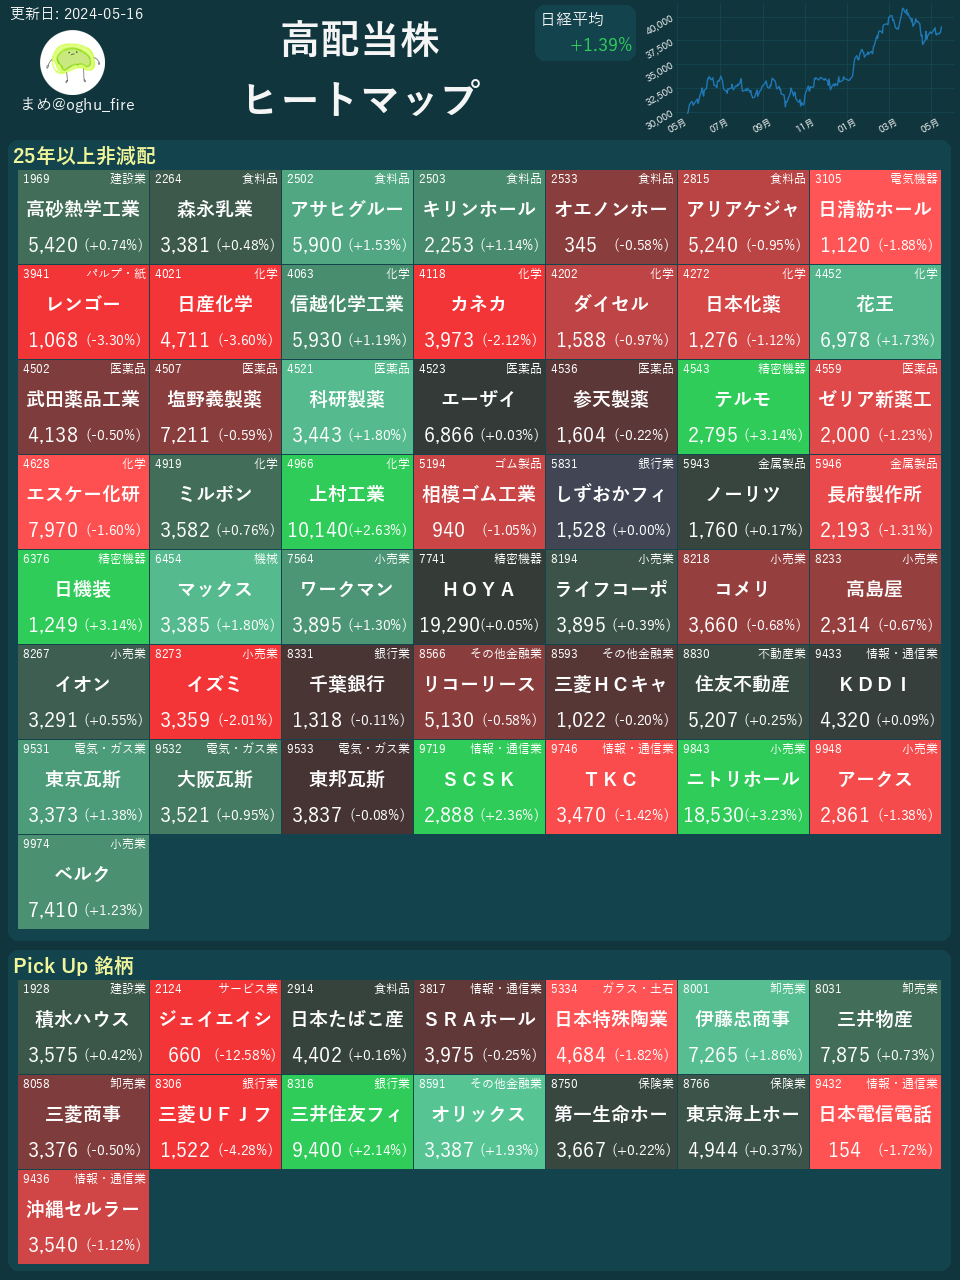 更新日: 2024-05-16
まめ@oghu_fire
高配当株
ヒートマップ
日経平均
+1.39%
40,000
37,500
35,000
32,500
30,000
05月 07月 09月 11月 01月 03月 05月
25年以上非減配
1969 建設業 2264 食料品 2502 食料品 2503 食料品 2533 食料品 2815 食料品 3105 電気機器
高砂熱学工業 森永乳業 アサヒグルー キリンホール オエノンホー アリアケジャ 日清紡ホール
5,420 (+0.74%) 3,381 (+0.48%) 5,900 (+1.53%) 2,253 (+1.14%) 345 (-0.58%) 5,240 (-0.95%) 1,120 (-1.88%)
3941 パルプ・紙 4021 化学 4063 化学 4118 化学 4202 化学 4272 化学 4452 化学
レンゴー 日産化学 信越化学工業 カネカ ダイセル 日本化薬 花王
1,068 (-3.30%) 4,711 (-3.60%) 5,930 (+1.19%) 3,973 (-2.12%) 1,588 (-0.97%) 1,276 (-1.12%) 6,978 (+1.73%)
4502 医薬品 4507 医薬品 4521 医薬品 4523 医薬品 4536 医薬品 4543 精密機器 4559 医薬品
武田薬品工業 塩野義製薬 科研製薬 エーザイ 参天製薬 テルモ ゼリア新薬工
4,138 (-0.50%) 7,211 (-0.59%) 3,443 (+1.80%) 6,866 (+0.03%) 1,604 (-0.22%) 2,795 (+3.14%) 2,000 (-1.23%)
4628 化学 4919 化学 4966 化学 5194 ゴム製品 5831 銀行業 5943 金属製品 5946 金属製品
エスケー化研 ミルボン 上村工業 相模ゴム工業 しずおかフィ ノーリツ 長府製作所
7,970 (-1.60%) 3,582 (+0.76%) 10,140(+2.63%) 940 (-1.05%) 1,528 (+0.00%) 1,760 (+0.17%) 2,193 (-1.31%)
6376 精密機器 6454 機械 7564 小売業 7741 精密機器 8194 小売業 8218 小売業 8233 小売業
日機装 マックス ワークマン ＨＯＹＡ ライフコーポ コメリ 高島屋
1,249 (+3.14%) 3,385 (+1.80%) 3,895 (+1.30%) 19,290(+0.05%) 3,895 (+0.39%) 3,660 (-0.68%) 2,314 (-0.67%)
8267 小売業 8273 小売業 8331 銀行業 8566 その他金融業 8593 その他金融業 8830 不動産業 9433 情報・通信業
イオン イズミ 千葉銀行 リコーリース 三菱ＨＣキャ 住友不動産 ＫＤＤＩ
3,291 (+0.55%) 3,359 (-2.01%) 1,318 (-0.11%) 5,130 (-0.58%) 1,022 (-0.20%) 5,207 (+0.25%) 4,320 (+0.09%)
9531 電気・ガス業 9532 電気・ガス業 9533 電気・ガス業 9719 情報・通信業 9746 情報・通信業 9843 小売業 9948 小売業
東京瓦斯 大阪瓦斯 東邦瓦斯 ＳＣＳＫ ＴＫＣ ニトリホール アークス
3,373 (+1.38%) 3,521 (+0.95%) 3,837 (-0.08%) 2,888 (+2.36%) 3,470 (-1.42%) 18,530(+3.23%) 2,861 (-1.38%)
9974 小売業
ベルク
7,410 (+1.23%)
Pick Up 銘柄
1928 建設業 2124 サービス業 2914 食料品 3817 情報・通信業 5334 ガラス・土石 8001 卸売業 8031 卸売業
積水ハウス ジェイエイシ 日本たばこ産 ＳＲＡホール 日本特殊陶業 伊藤忠商事 三井物産
3,575 (+0.42%) 660 (-12.58%) 4,402 (+0.16%) 3,975 (-0.25%) 4,684 (-1.82%) 7,265 (+1.86%) 7,875 (+0.73%)
8058 卸売業 8306 銀行業 8316 銀行業 8591 その他金融業 8750 保険業 8766 保険業 9432 情報・通信業
三菱商事 三菱ＵＦＪフ 三井住友フィ オリックス 第一生命ホー 東京海上ホー 日本電信電話
3,376 (-0.50%) 1,522 (-4.28%) 9,400 (+2.14%) 3,387 (+1.93%) 3,667 (+0.22%) 4,944 (+0.37%) 154 (-1.72%)
9436 情報・通信業
沖縄セルラー
3,540 (-1.12%)